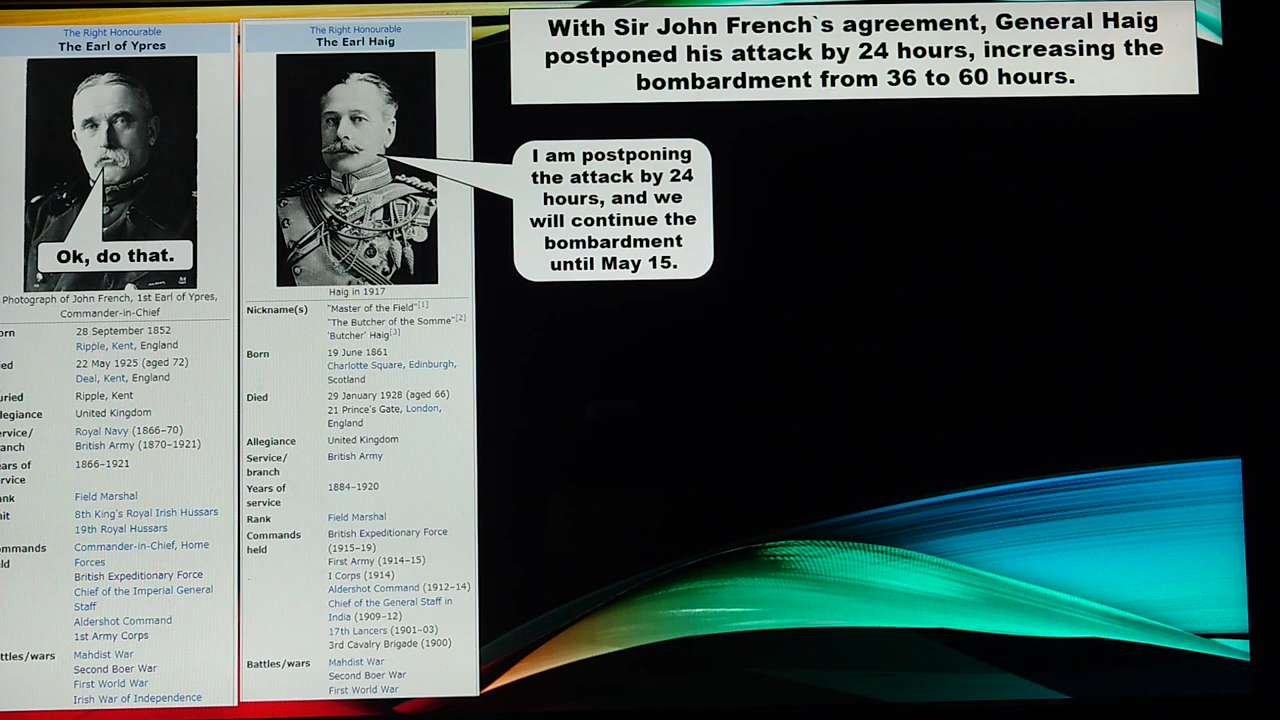 The Right Honourable
The Earl of Ypres
Ok, do that.
Photograph of John French, 1st Earl of Ypres,
Commander-in-Chief
orn 28 September 1852
Ripple, Kent, England
ied 22 May 1925 (aged 72)
Deal, Kent, England
uried Ripple, Kent
llegiance United Kingdom
ervice/ Royal Navy (1866–70)
anch British Army (1870–1921)
ears of 1866–1921
rvice
ank Field Marshal
nit 8th King's Royal Irish Hussars
19th Royal Hussars
ommands Commander-in-Chief, Home
ld Forces
British Expeditionary Force
Chief of the Imperial General
Staff
Aldershot Command
1st Army Corps
ttles/wars Mahdist War
Second Boer War
First World War
Irish War of Independence
The Right Honourable
The Earl Haig
Haig in 1917
Nickname(s) "Master of the Field"[1]
"The Butcher of the Somme"[2]
'Butcher' Haig[3]
Born 19 June 1861
Charlotte Square, Edinburgh,
Scotland
Died 29 January 1928 (aged 66)
21 Prince's Gate, London,
England
Allegiance United Kingdom
Service/ British Army
branch
Years of 1884–1920
service
Rank Field Marshal
Commands British Expeditionary Force
held (1915–19)
First Army (1914–15)
I Corps (1914)
Aldershot Command (1912–14)
Chief of the General Staff in
India (1909–12)
17th Lancers (1901–03)
3rd Cavalry Brigade (1900)
Battles/wars Mahdist War
Second Boer War
First World War
With Sir John French`s agreement, General Haig
postponed his attack by 24 hours, increasing the
bombardment from 36 to 60 hours.
I am postponing
the attack by 24
hours, and we
will continue the
bombardment
until May 15.